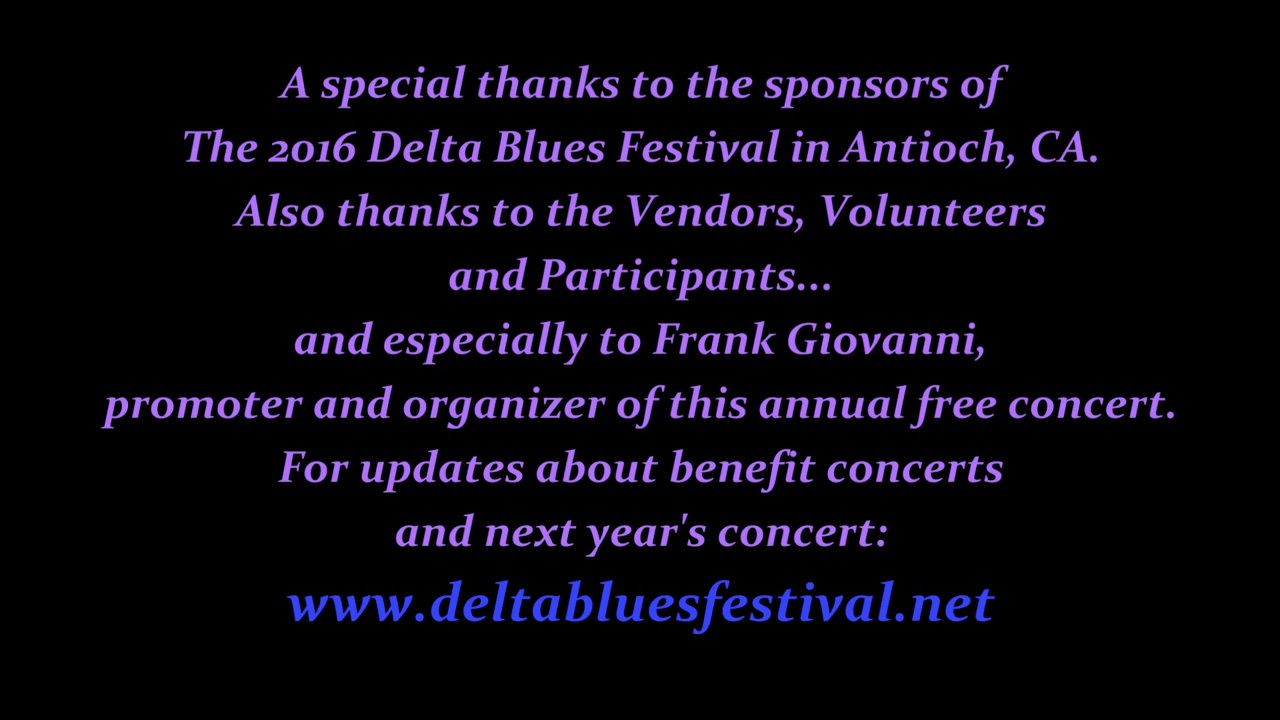 A special thanks to the sponsors of
The 2016 Delta Blues Festival in Antioch, CA.
Also thanks to the Vendors, Volunteers
and Participants...
and especially to Frank Giovanni,
promoter and organizer of this annual free concert.
For updates about benefit concerts
and next year's concert:
www.deltabluesfestival.net